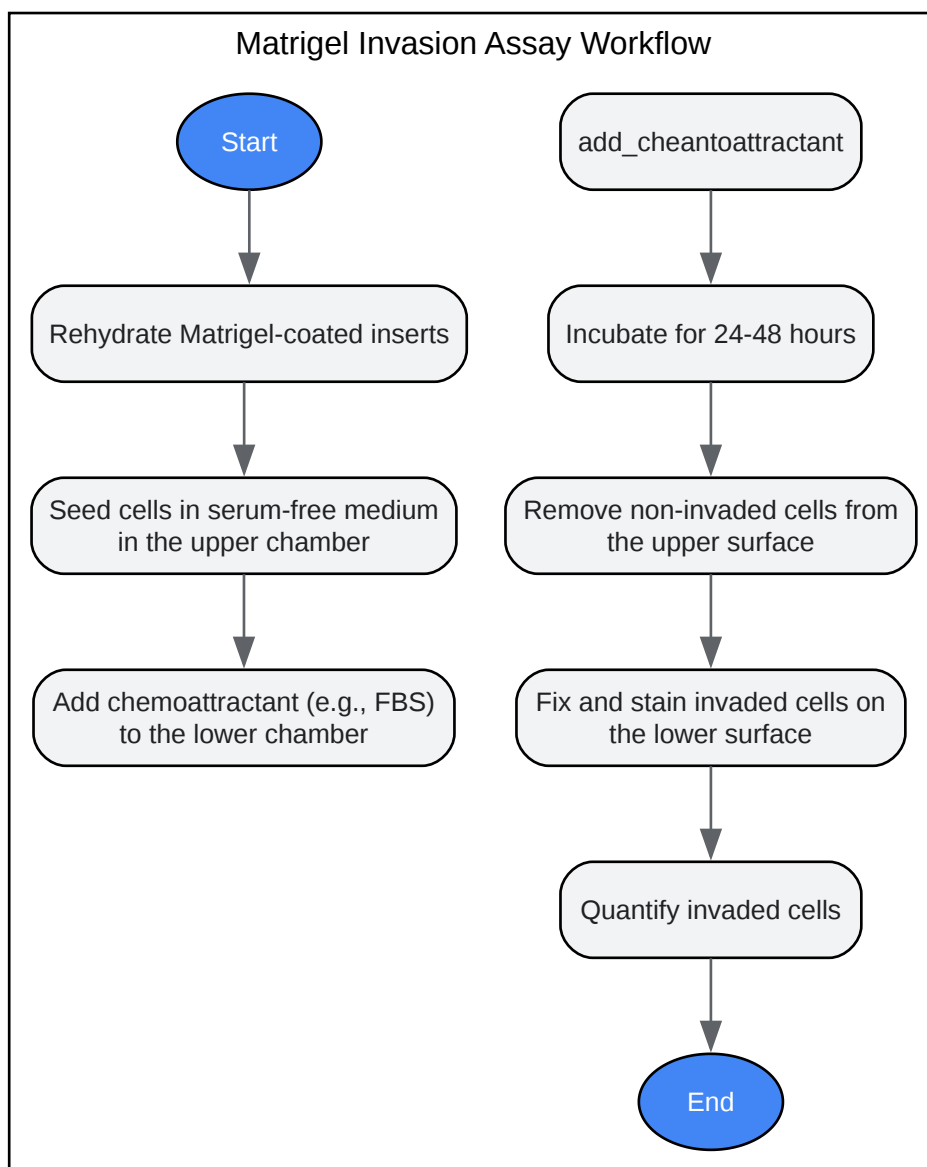 Matrigel Invasion Assay Workflow
Start
Rehydrate Matrigel-coated inserts
Seed cells in serum-free medium
in the upper chamber
Add chemoattractant (e.g., FBS)
to the lower chamber
add_cheantoattractant
Incubate for 24-48 hours
Remove non-invaded cells from
the upper surface
Fix and stain invaded cells on
the lower surface
Quantify invaded cells
End